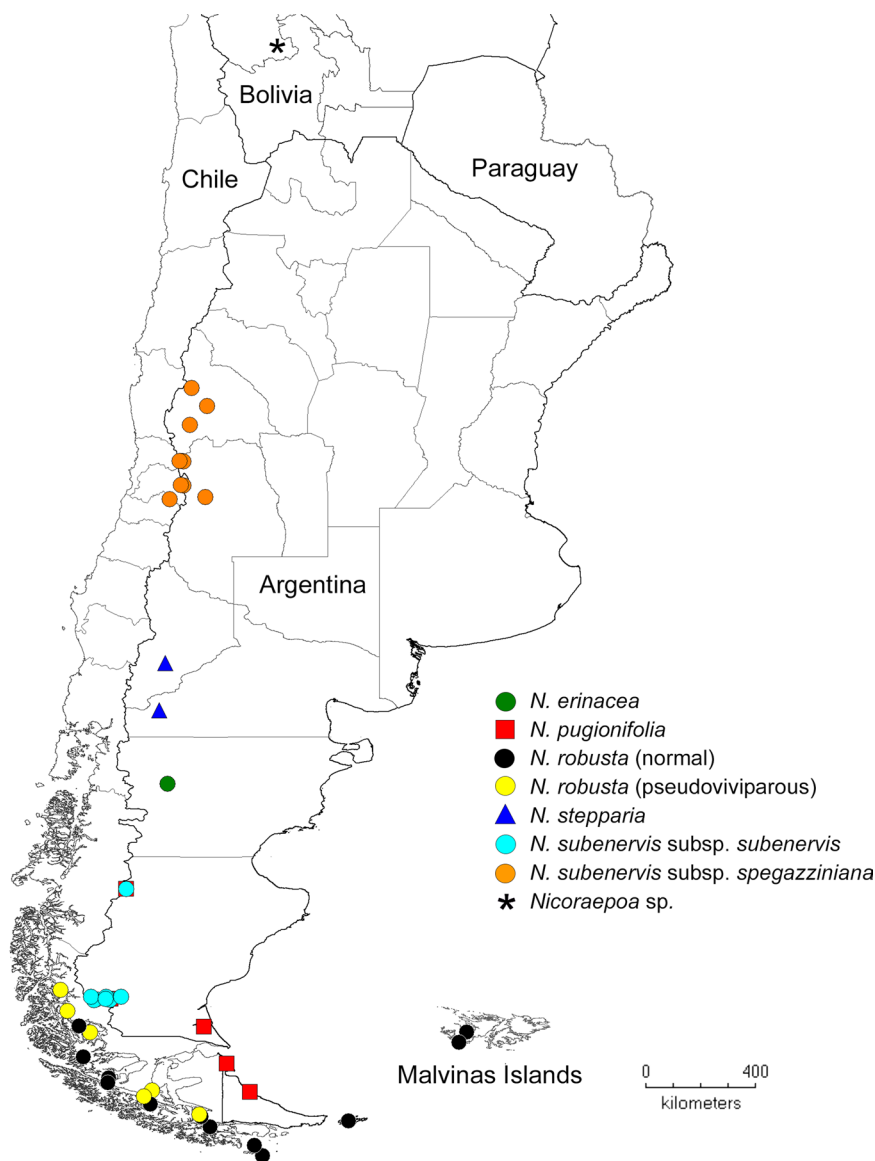 *
Bolivia
Chile
Paraguay
Argentina
N. erinacea
N. pugionifolia
N. robusta (normal)
N. robusta (pseudoviviparous)
N. stepparia
N. subenervis subsp. subenervis
N. subenervis subsp. spegazziniana
* Nicoraepoa sp.
Malvinas Islands
0 400
kilometers